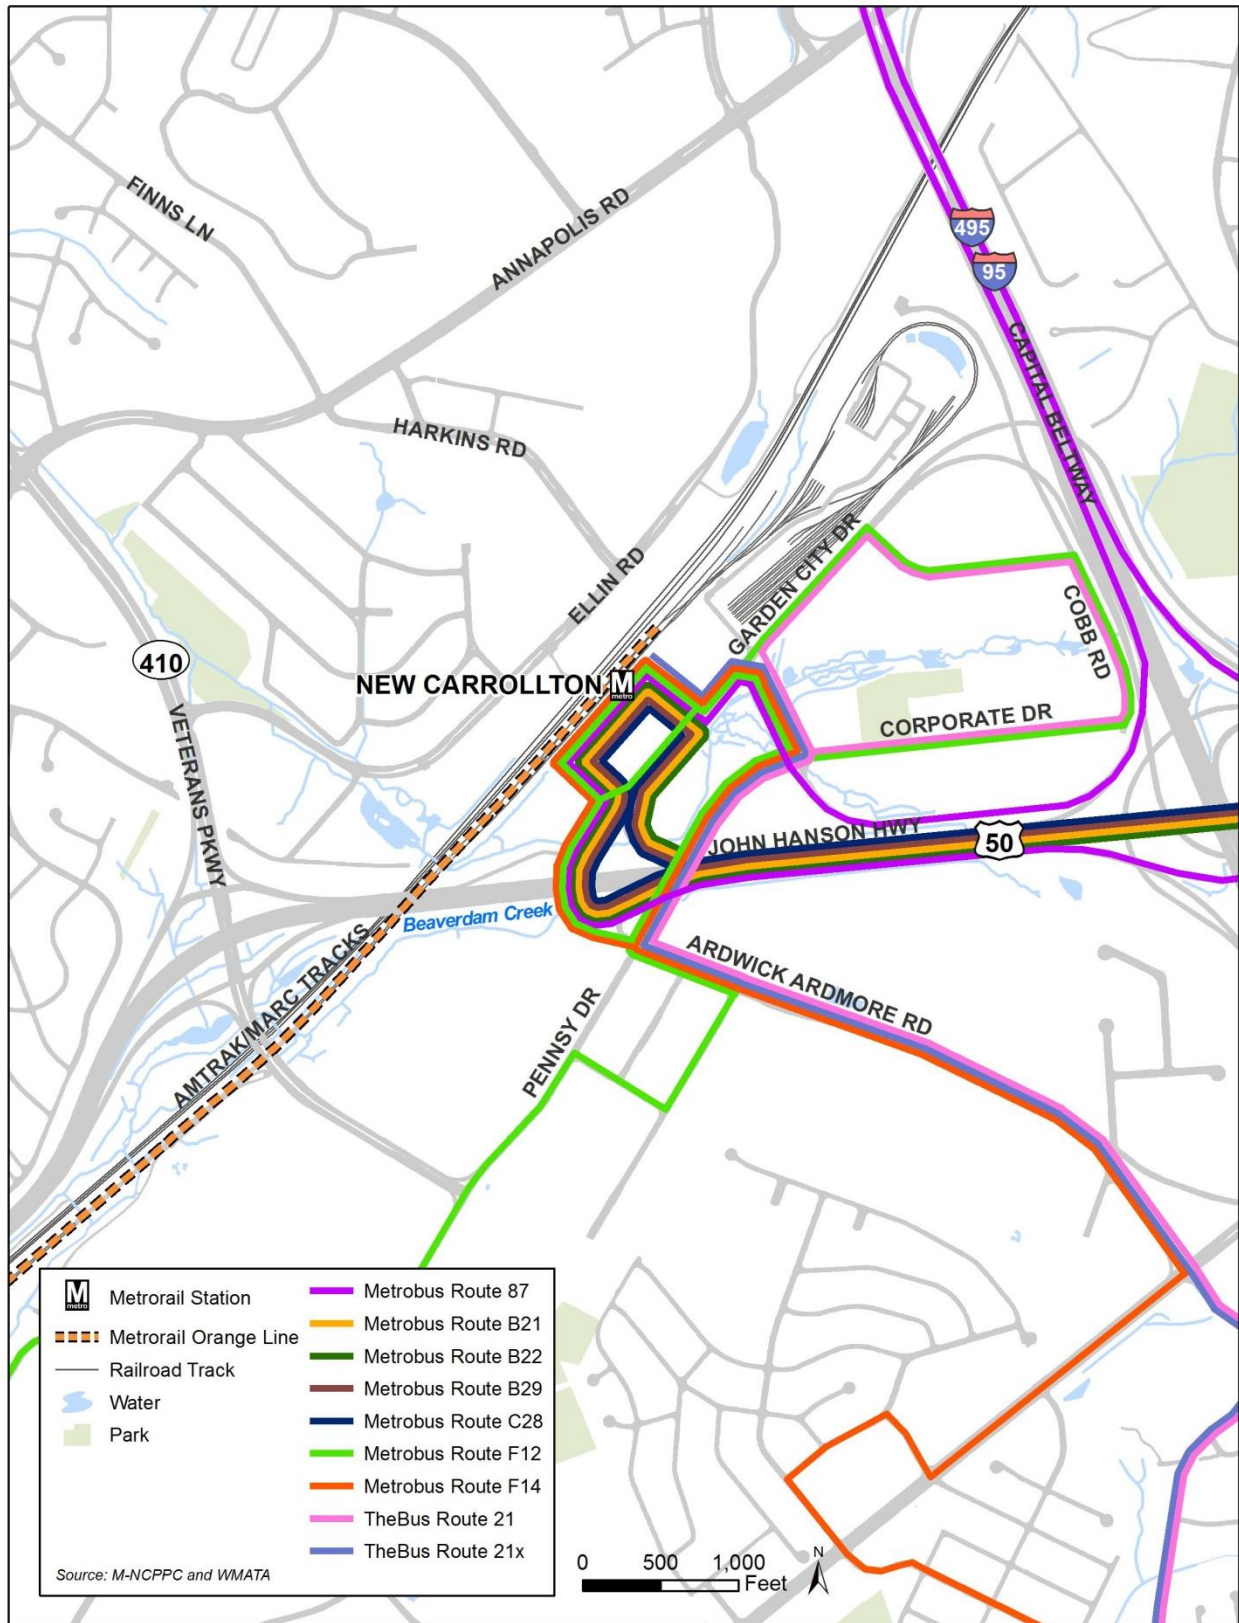 FINNS LN
ANNAPOLIS RD
495
95
CAPITAL BELTWAY
HARKINS RD
ELLIN RD
GARDEN CITY DR
COBB RD
410
NEW CARROLLTON
M
metro
VETERANS PKWY
CORPORATE DR
JOHN HANSON HWY
50
Beaverdam Creek
AMTRAK/MARC TRACKS
ARDWICK ARDMORE RD
PENNSY DR
M
metro
Metrorail Station
Metrorail Orange Line
Railroad Track
Water
Park
Metrobus Route 87
Metrobus Route B21
Metrobus Route B22
Metrobus Route B29
Metrobus Route C28
Metrobus Route F12
Metrobus Route F14
TheBus Route 21
TheBus Route 21x
Source: M-NCPPC and WMATA
0 500 1,000
Feet
N